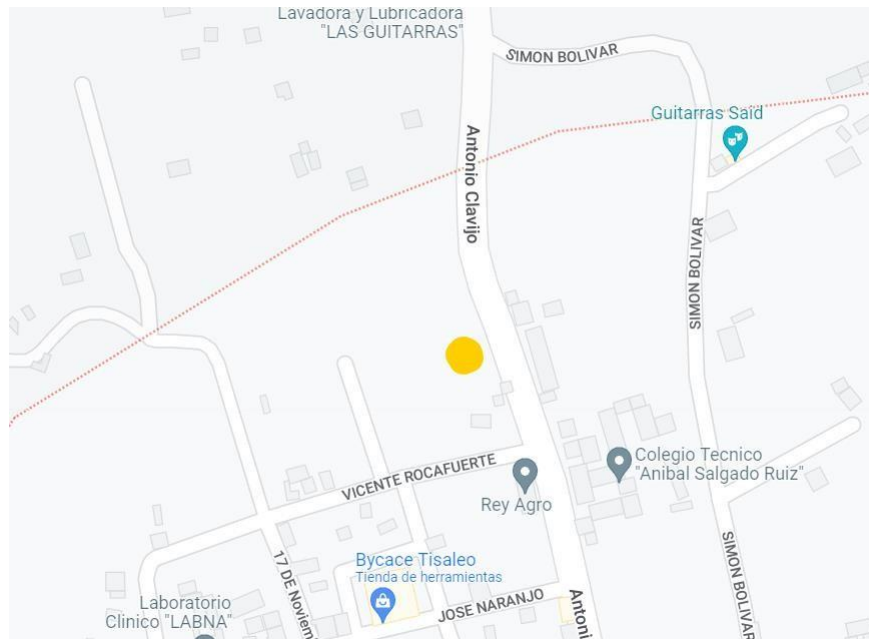 Lavadora y Lubricadora
"LAS GUITARRAS"
SIMON BOLIVAR
Guitarras Said
Antonio Clavijo
SIMON BOLIVAR
Colegio Tecnico
"Anibal Salgado Ruiz"
VICENTE ROCAFUERTE
Rey Agro
Bycace Tisaleo
Tienda de herramientas
17 DE Noviem
JOSE NARANJO
Antoni
SIMON BOLIVAR
Laboratorio
Clinico "LABNA"